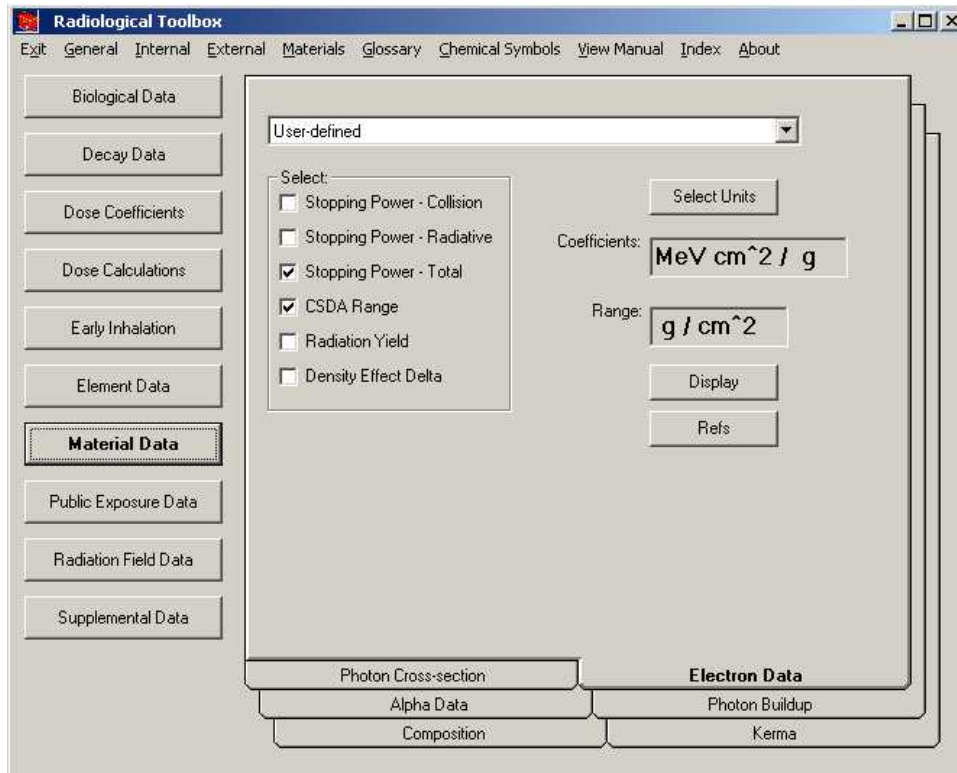 Radiological Toolbox
Exit General Internal External Materials Glossary Chemical Symbols View Manual Index About
Biological Data
Decay Data
Dose Coefficients
Dose Calculations
Early Inhalation
Element Data
Material Data
Public Exposure Data
Radiation Field Data
Supplemental Data
User-defined
Select:
Stopping Power - Collision
Stopping Power - Radiative
Stopping Power - Total
CSDA Range
Radiation Yield
Density Effect Delta
Select Units
Coefficients:
MeV cm^2 / g
Range:
g / cm^2
Display
Refs
Photon Cross-section
Electron Data
Alpha Data
Photon Buildup
Composition
Kerma